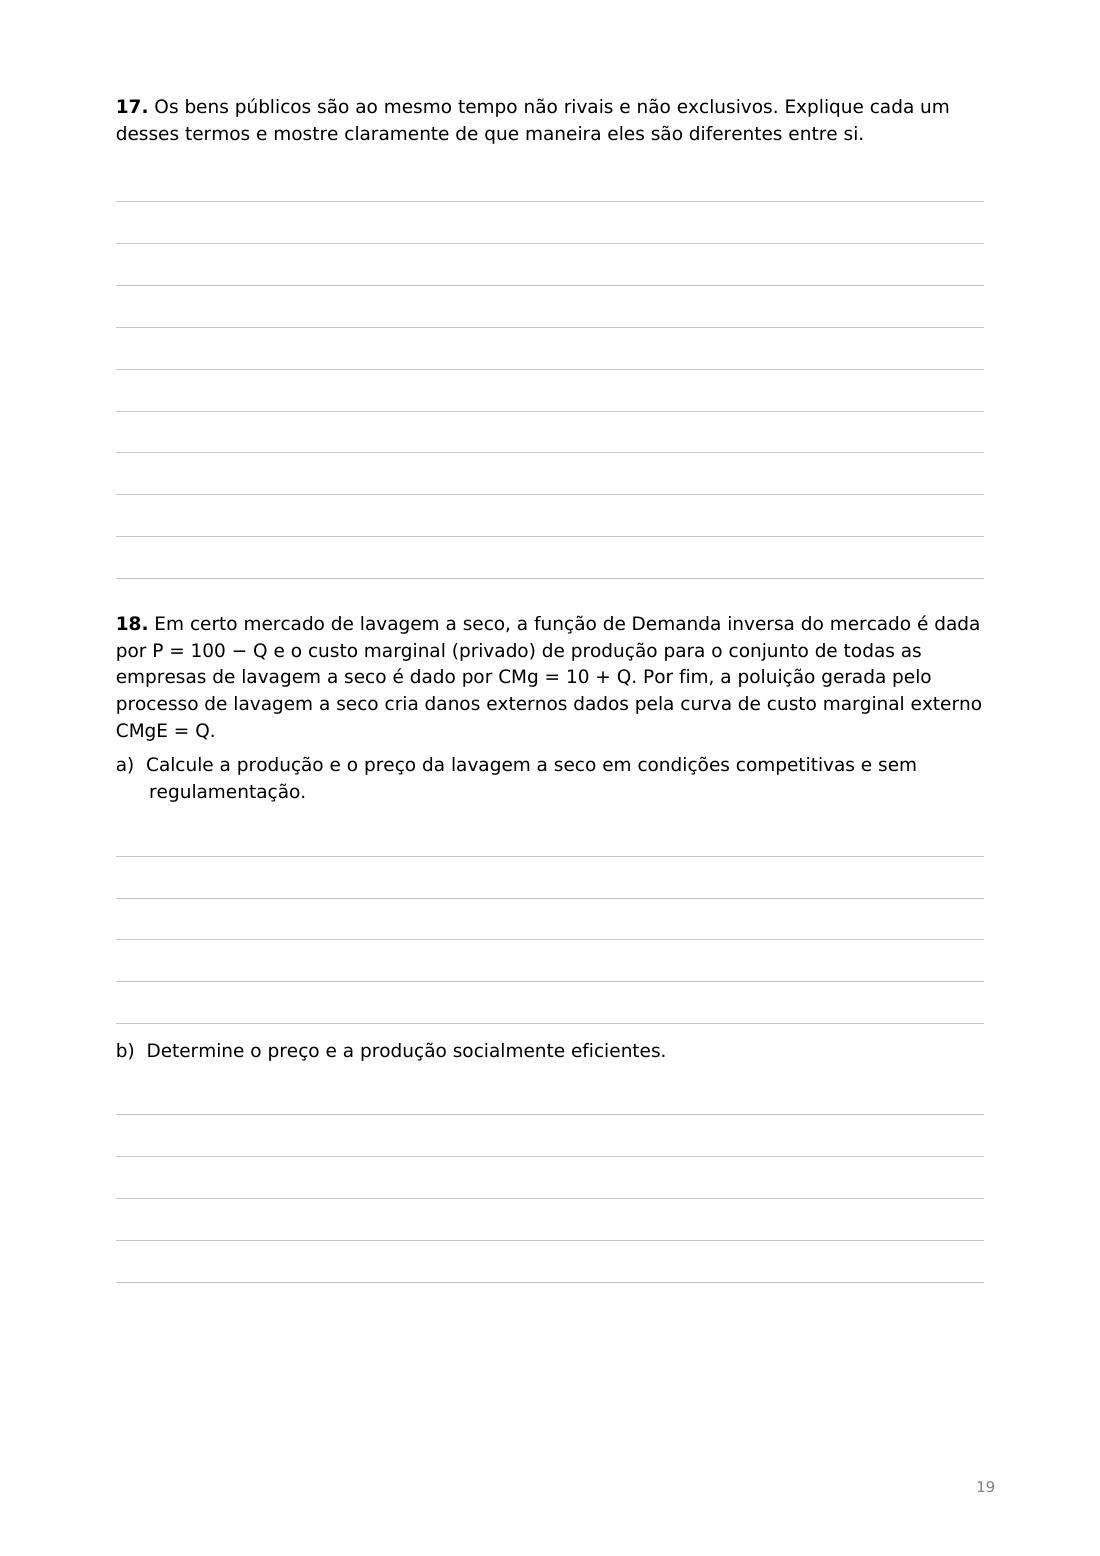 17. Os bens públicos são ao mesmo tempo não rivais e não exclusivos. Explique cada um
desses termos e mostre claramente de que maneira eles são diferentes entre si.
18. Em certo mercado de lavagem a seco, a função de Demanda inversa do mercado é dada
por P = 100 − Q e o custo marginal (privado) de produção para o conjunto de todas as
empresas de lavagem a seco é dado por CMg = 10 + Q. Por fim, a poluição gerada pelo
processo de lavagem a seco cria danos externos dados pela curva de custo marginal externo
CMgE = Q.
a) Calcule a produção e o preço da lavagem a seco em condições competitivas e sem
regulamentação.
b) Determine o preço e a produção socialmente eficientes.
19